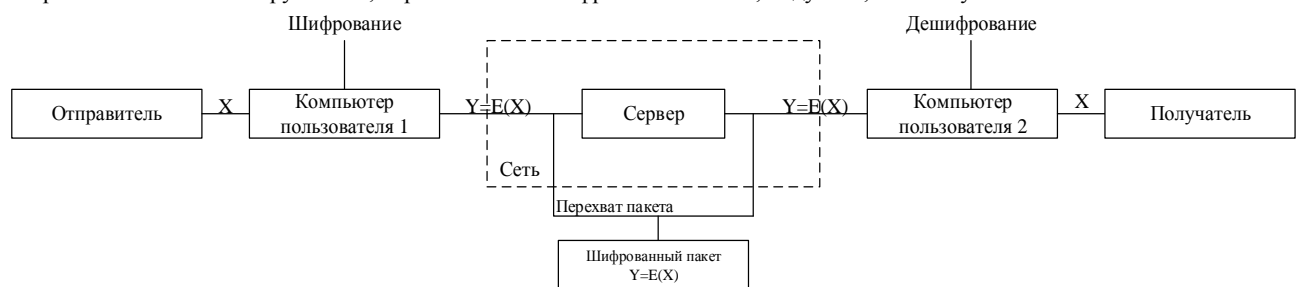 Шифрование
Дешифрование
Отправитель
X
Компьютер
пользователя 1
Y=E(X)
Сервер
Y=E(X)
Компьютер
пользователя 2
X
Получатель
Сеть
Перехват пакета
Шифрованный пакет
Y=E(X)